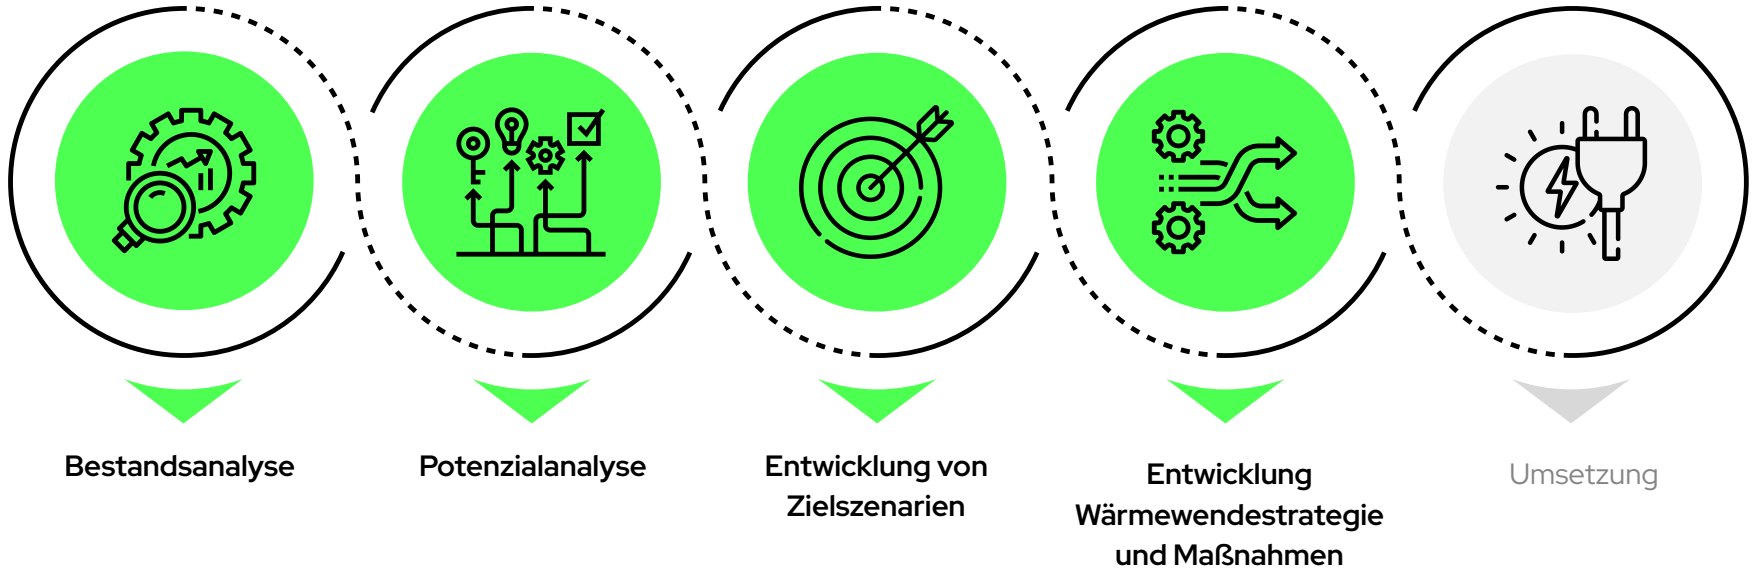 Bestandsanalyse
Potenzialanalyse
Entwicklung von
Zielszenarien
Entwicklung
Wärmewendestrategie
und Maßnahmen
Umsetzung